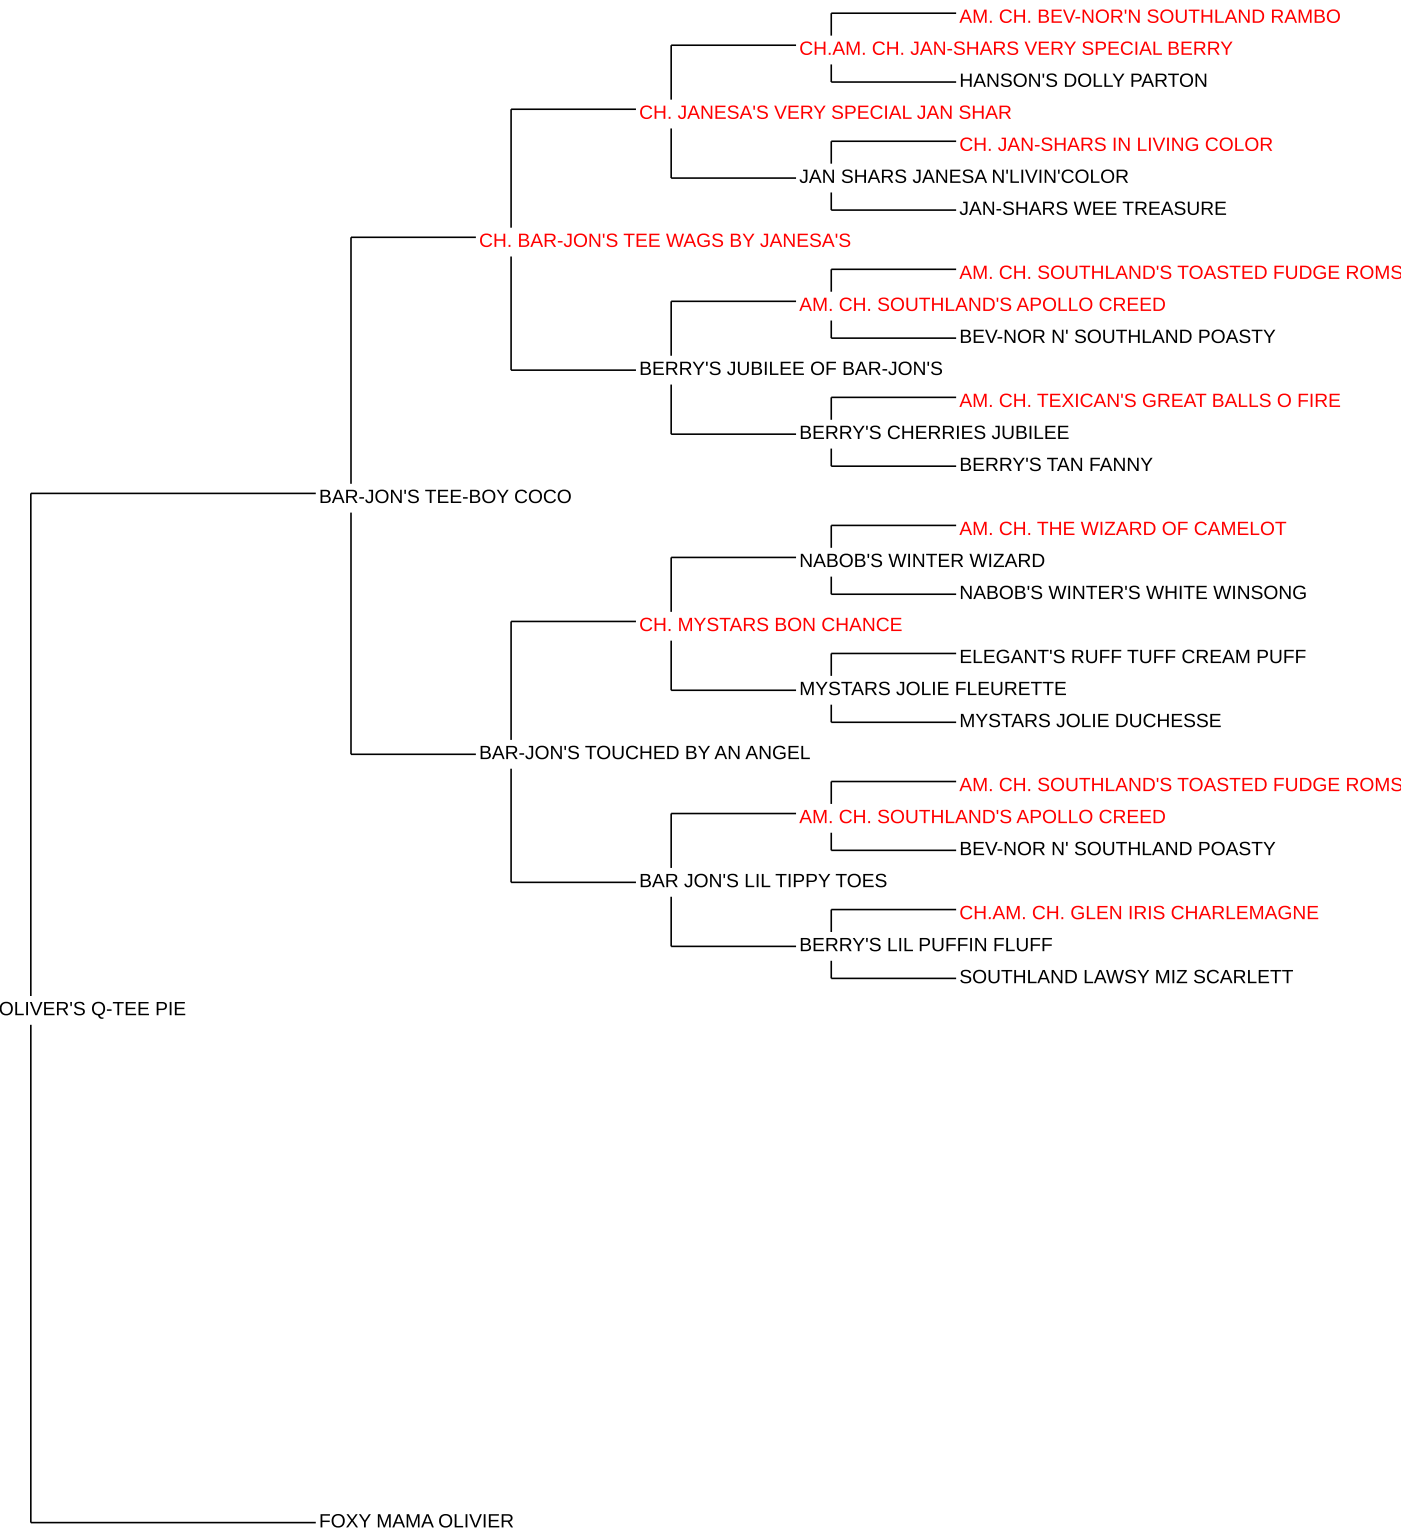 AM. CH. BEV-NOR'N SOUTHLAND RAMBO
CH.AM. CH. JAN-SHARS VERY SPECIAL BERRY
HANSON'S DOLLY PARTON
CH. JANESA'S VERY SPECIAL JAN SHAR
CH. JAN-SHARS IN LIVING COLOR
JAN SHARS JANESA N'LIVIN'COLOR
JAN-SHARS WEE TREASURE
CH. BAR-JON'S TEE WAGS BY JANESA'S
AM. CH. SOUTHLAND'S TOASTED FUDGE ROMS
AM. CH. SOUTHLAND'S APOLLO CREED
BEV-NOR N' SOUTHLAND POASTY
BERRY'S JUBILEE OF BAR-JON'S
AM. CH. TEXICAN'S GREAT BALLS O FIRE
BERRY'S CHERRIES JUBILEE
BERRY'S TAN FANNY
BAR-JON'S TEE-BOY COCO
AM. CH. THE WIZARD OF CAMELOT
NABOB'S WINTER WIZARD
NABOB'S WINTER'S WHITE WINSONG
CH. MYSTARS BON CHANCE
ELEGANT'S RUFF TUFF CREAM PUFF
MYSTARS JOLIE FLEURETTE
MYSTARS JOLIE DUCHESSE
BAR-JON'S TOUCHED BY AN ANGEL
AM. CH. SOUTHLAND'S TOASTED FUDGE ROMS
AM. CH. SOUTHLAND'S APOLLO CREED
BEV-NOR N' SOUTHLAND POASTY
BAR JON'S LIL TIPPY TOES
CH.AM. CH. GLEN IRIS CHARLEMAGNE
BERRY'S LIL PUFFIN FLUFF
SOUTHLAND LAWSY MIZ SCARLETT
OLIVER'S Q-TEE PIE
FOXY MAMA OLIVIER